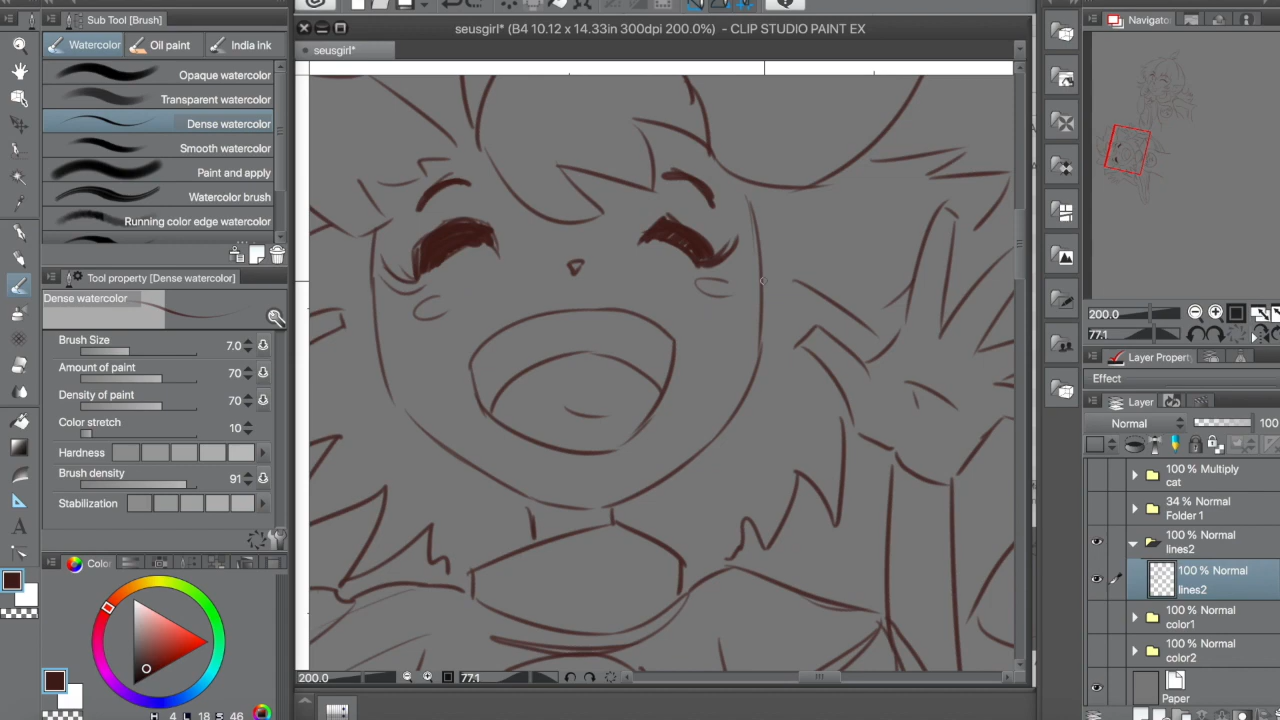 Sub Tool [Brush]
Watercolor
Oil paint
India ink
Opaque watercolor
Transparent watercolor
Dense watercolor
Smooth watercolor
Paint and apply
Watercolor brush
Running color edge watercolor
Tool property [Dense watercolor]
Dense watercolor
Brush Size 7.0
Amount of paint 70
Density of paint 70
Color stretch 10
Hardness
Brush density 91
Stabilization
Color
H 4 L 18 S 46
seusgirl* (B4 10.12 x 14.33in 300dpi 200.0%) - CLIP STUDIO PAINT EX
seusgirl*
200.0
77.1
Navigator
200.0
77.1
Layer Property
Effect
Layer
Normal 100
100 % Multiply
cat
34 % Normal
Folder 1
100 % Normal
lines2
100 % Normal
lines2
100 % Normal
color1
100 % Normal
color2
Paper